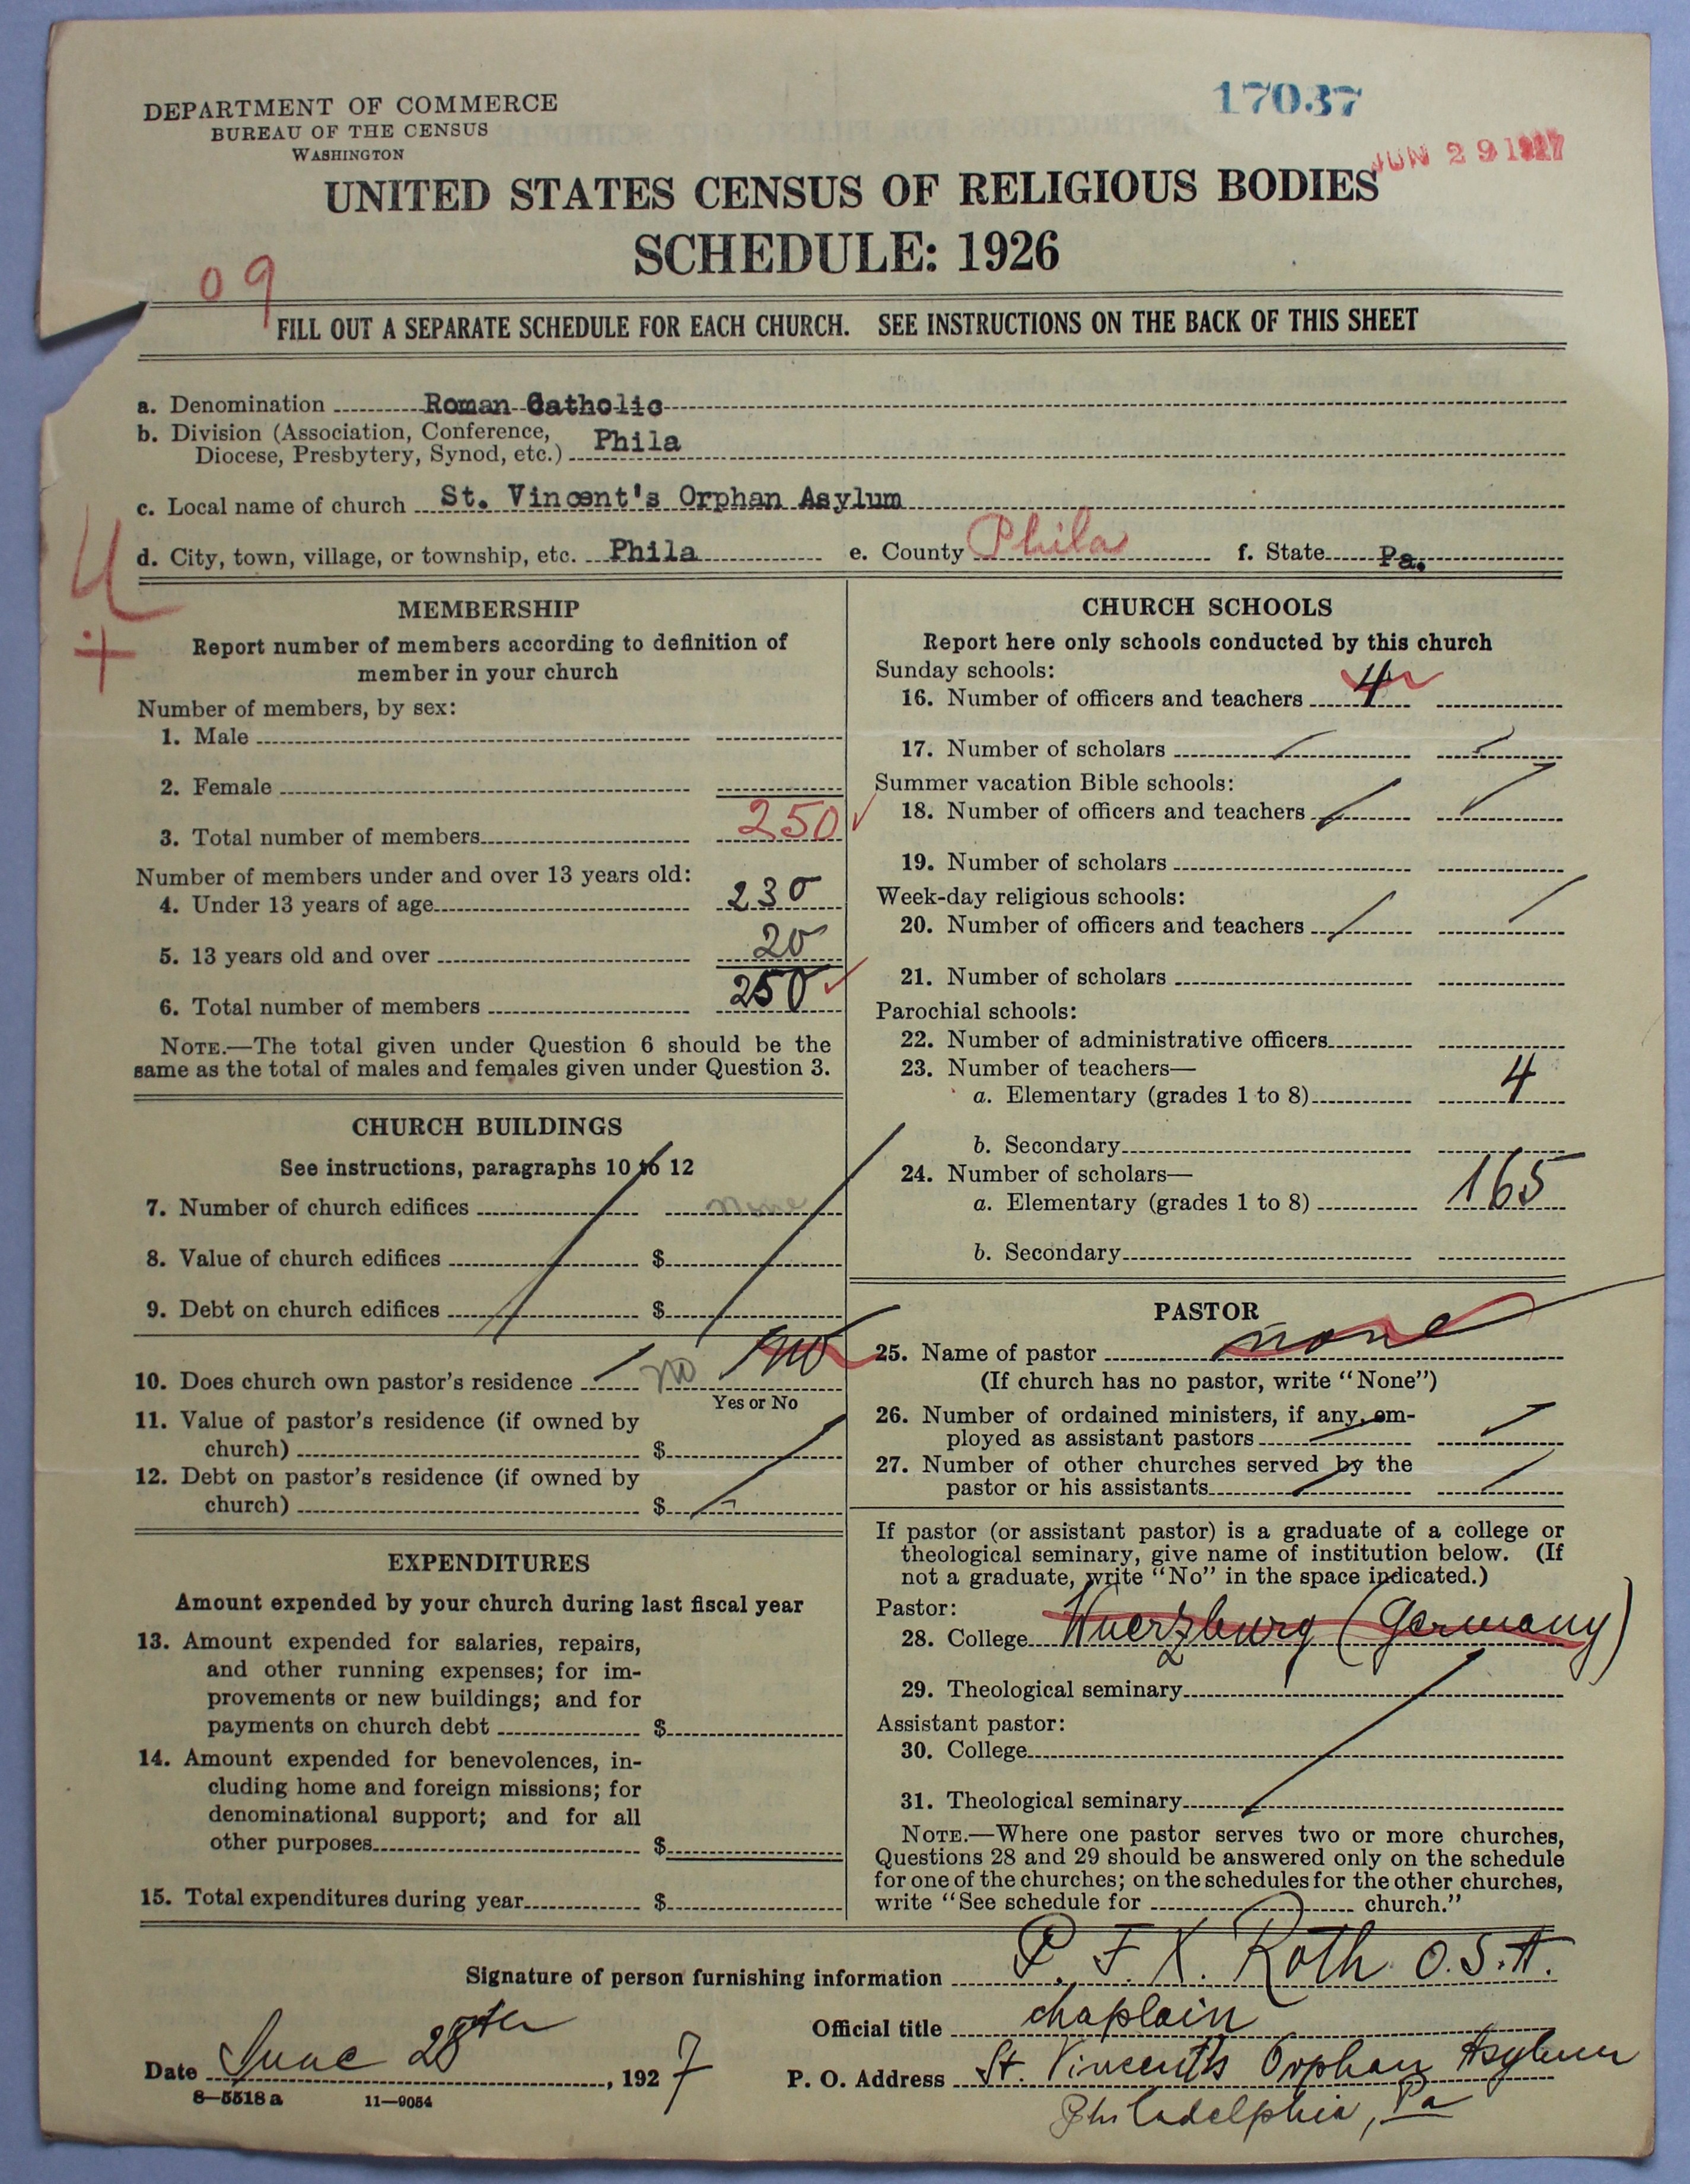 17037
DEPARTMENT OF COMMERCE
BUREAU OF THE CENSUS
WASHINGTON
JUN 29 1927
UNITED STATES CENSUS OF RELIGIOUS BODIES
SCHEDULE: 1926
09
FILL OUT A SEPARATE SCHEDULE FOR EACH CHURCH. SEE INSTRUCTIONS ON THE BACK OF THIS SHEET
a. Denomination Roman Catholic
b. Division (Association, Conference,
Diocese, Presbytery, Synod, etc.) Phila
c. Local name of church St. Vincent's Orphan Asylum
d. City, town, village, or township, etc. Phila e. County Phila f. State Pa.
MEMBERSHIP
Report number of members according to definition of
member in your church
Number of members, by sex:
1. Male
2. Female
3. Total number of members 250
Number of members under and over 13 years old:
4. Under 13 years of age 230
5. 13 years old and over 20
6. Total number of members 250
NOTE.—The total given under Question 6 should be the
same as the total of males and females given under Question 3.
CHURCH BUILDINGS
See instructions, paragraphs 10 to 12
7. Number of church edifices none
8. Value of church edifices $
9. Debt on church edifices $
10. Does church own pastor's residence no no
Yes or No
11. Value of pastor's residence (if owned by
church) $
12. Debt on pastor's residence (if owned by
church) $
EXPENDITURES
Amount expended by your church during last fiscal year
13. Amount expended for salaries, repairs,
and other running expenses; for im-
provements or new buildings; and for
payments on church debt $
14. Amount expended for benevolences, in-
cluding home and foreign missions; for
denominational support; and for all
other purposes $
15. Total expenditures during year $
CHURCH SCHOOLS
Report here only schools conducted by this church
Sunday schools:
16. Number of officers and teachers 4
17. Number of scholars
Summer vacation Bible schools:
18. Number of officers and teachers
19. Number of scholars
Week-day religious schools:
20. Number of officers and teachers
21. Number of scholars
Parochial schools:
22. Number of administrative officers
23. Number of teachers—
a. Elementary (grades 1 to 8) 4
b. Secondary
24. Number of scholars—
a. Elementary (grades 1 to 8) 165
b. Secondary
PASTOR
25. Name of pastor none
(If church has no pastor, write "None")
26. Number of ordained ministers, if any, em-
ployed as assistant pastors
27. Number of other churches served by the
pastor or his assistants
If pastor (or assistant pastor) is a graduate of a college or
theological seminary, give name of institution below. (If
not a graduate, write "No" in the space indicated.)
Pastor:
28. College Wuerzburg (Germany)
29. Theological seminary
Assistant pastor:
30. College
31. Theological seminary
NOTE.—Where one pastor serves two or more churches,
Questions 28 and 29 should be answered only on the schedule
for one of the churches; on the schedules for the other churches,
write "See schedule for church."
Signature of person furnishing information P. F. X. Roth O.S.A.
Official title chaplain
Date June 28th, 1927 P. O. Address St. Vincent's Orphan Asylum
8—5518 a 11—9054
Philadelphia, Pa